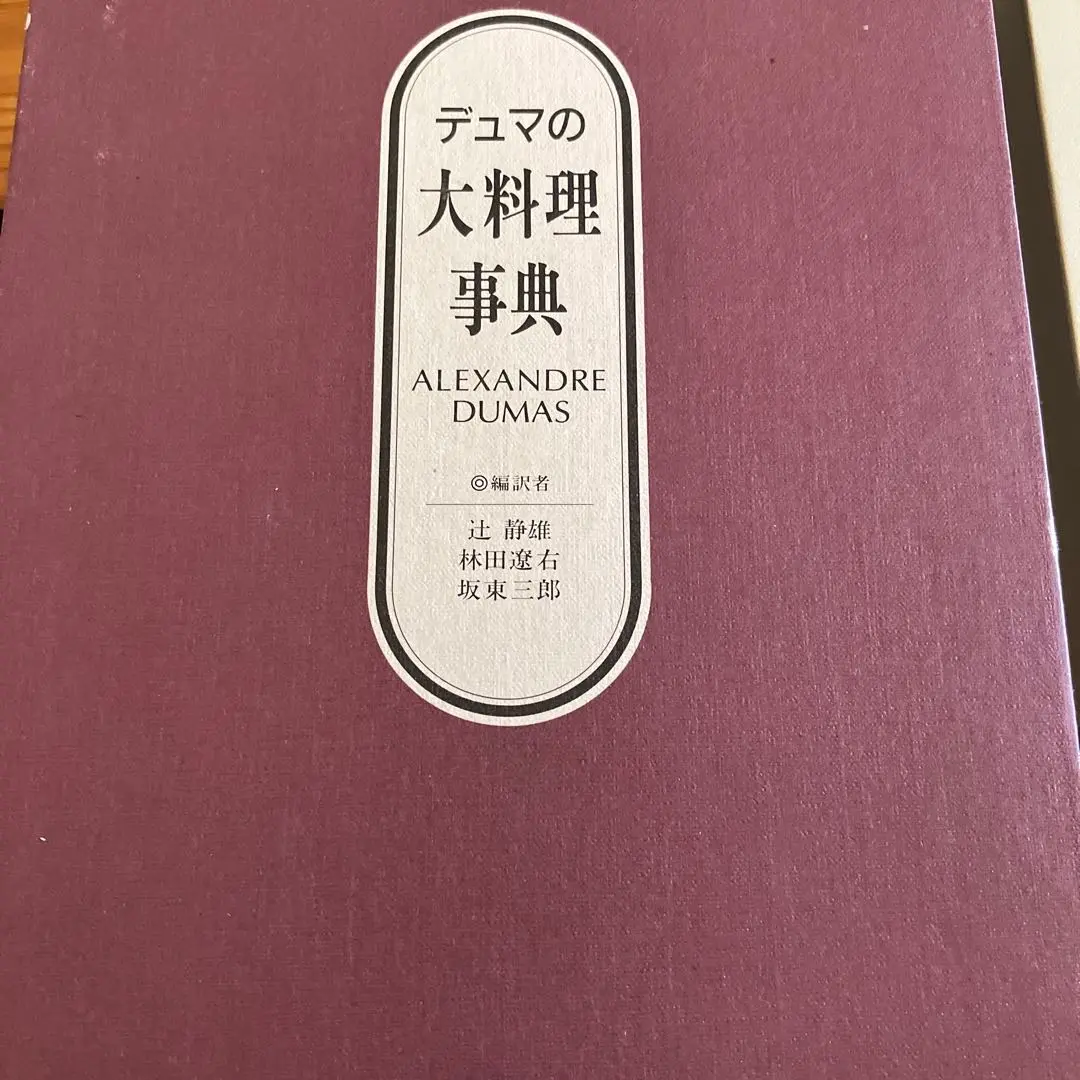 デュマの
大料理
事典
ALEXANDRE
DUMAS
◎編訳者
辻 静雄
林田遼右
坂東三郎